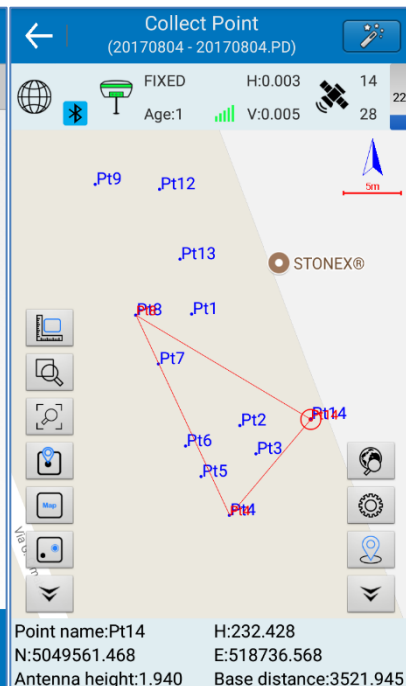 Collect Point
(20170804 - 20170804.PD)
FIXED H:0.003 14
Age:1 V:0.005 28
22
5m
Pt9 Pt12
Pt13
STONEX®
Pt8 Pt1
Pt7
Pt14
Pt2
Pt6 Pt3
Pt5
Pt4
Map
Via
Point name:Pt14 H:232.428
N:5049561.468 E:518736.568
Antenna height:1.940 Base distance:3521.945